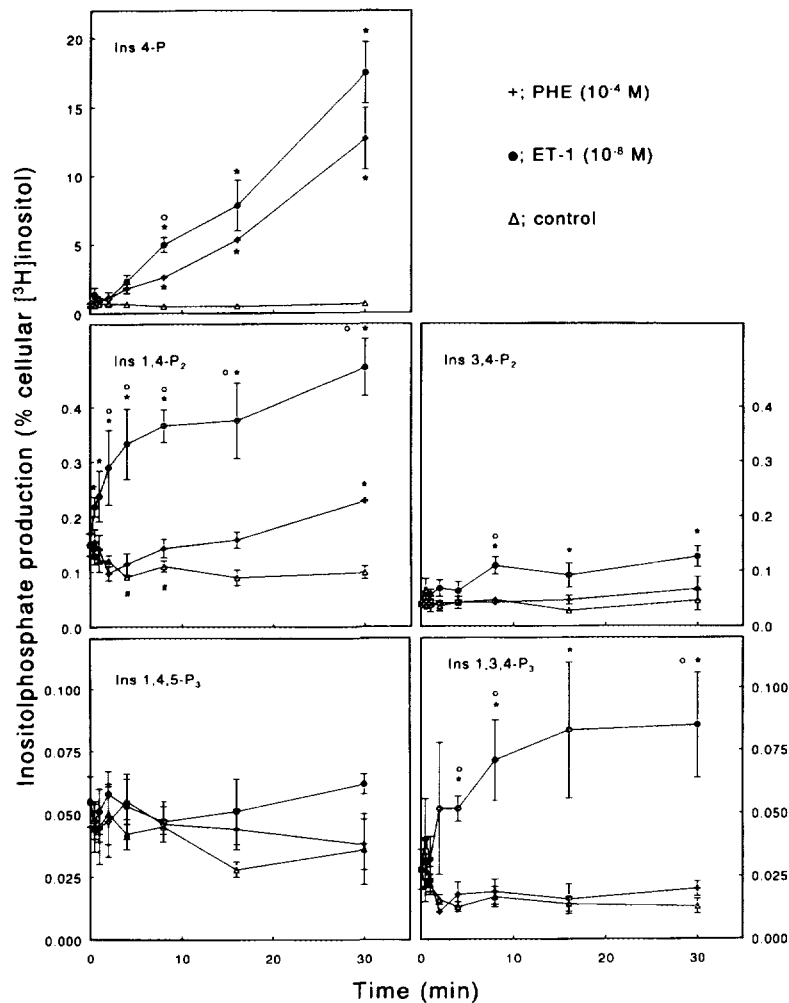 Inositolphosphate production (% cellular [³H]inositol)
Ins 4-P
20
15
10
5
0
+; PHE (10⁻⁴ M)
●; ET-1 (10⁻⁸ M)
△; control
Ins 1,4-P₂
0.4
0.3
0.2
0.1
0.0
Ins 3,4-P₂
0.4
0.3
0.2
0.1
0.0
Ins 1,4,5-P₃
0.100
0.075
0.050
0.025
0.000
Ins 1,3,4-P₃
0.100
0.075
0.050
0.025
0.000
0 10 20 30
0 10 20 30
Time (min)